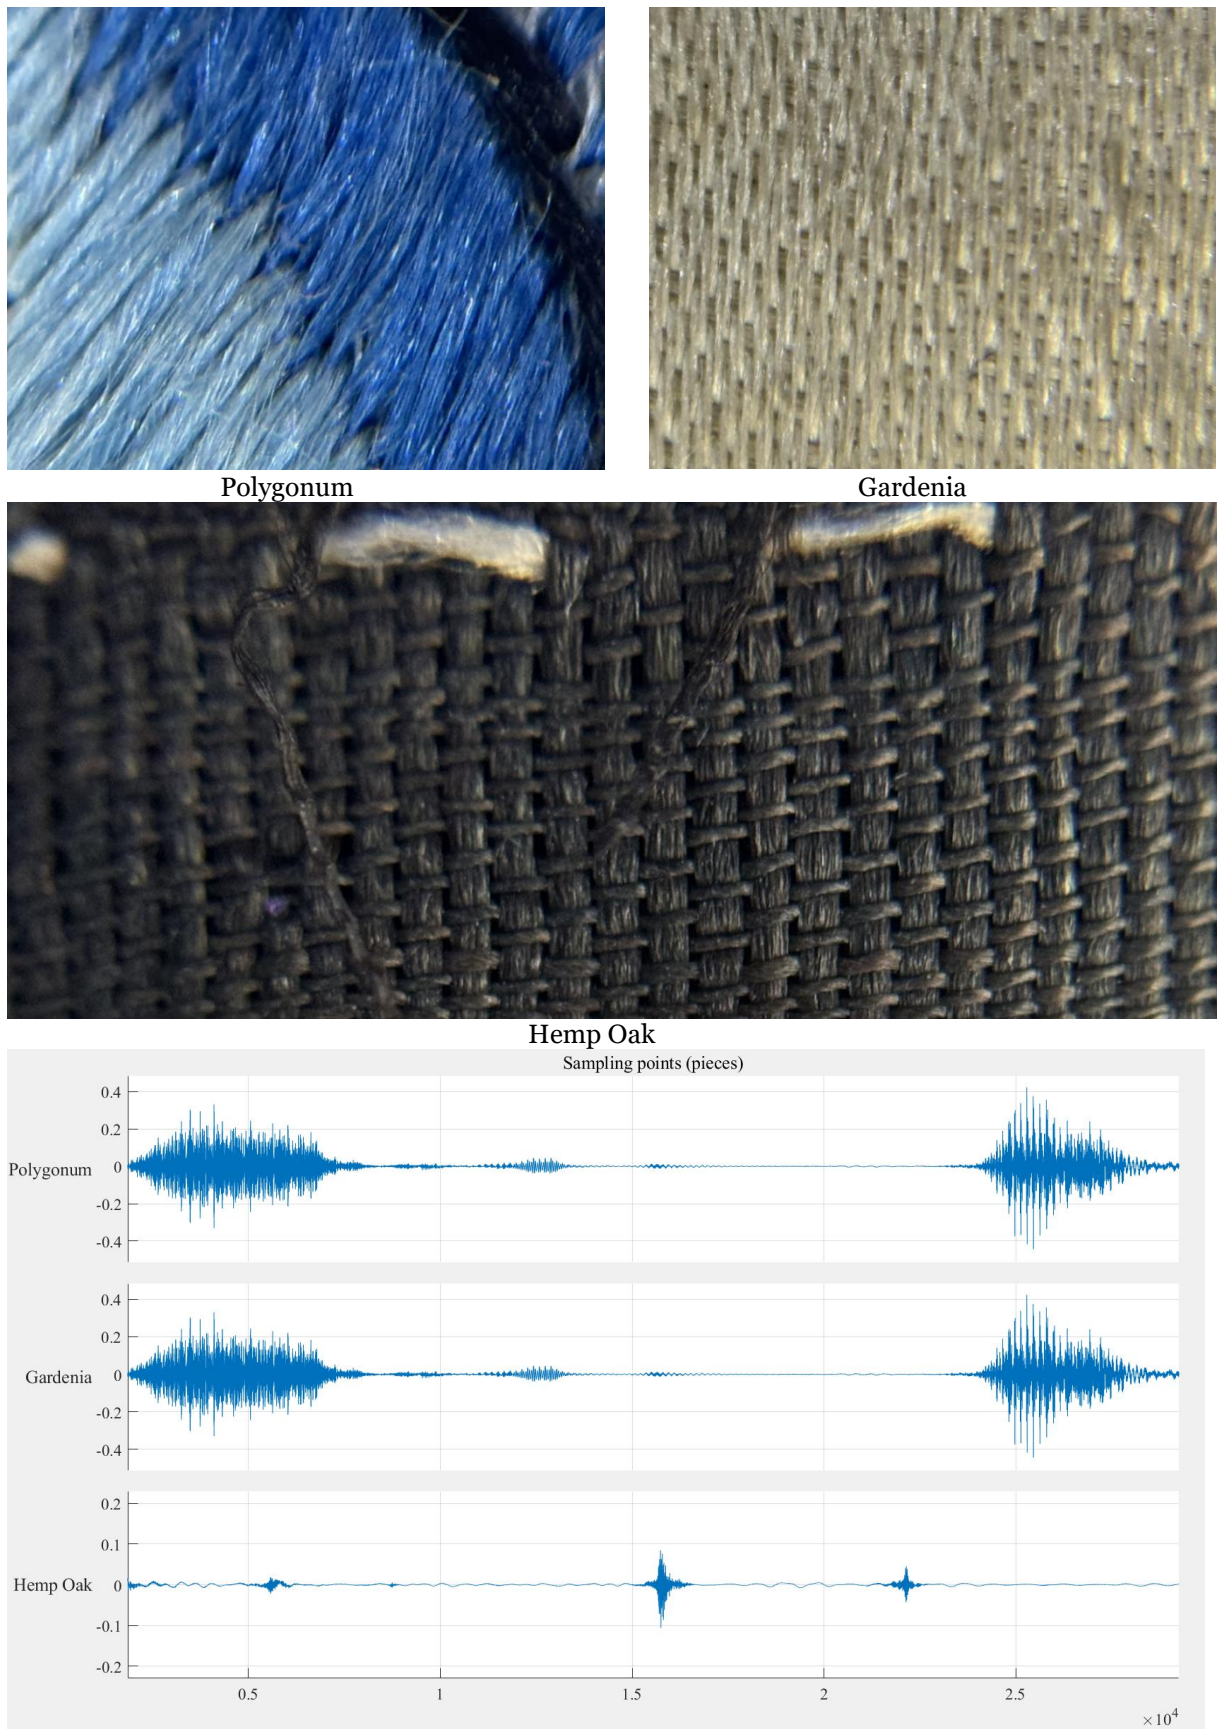 Polygonum
Gardenia
Hemp Oak
Sampling points (pieces)
0.4
0.2
Polygonum 0
-0.2
-0.4
0.4
0.2
Gardenia 0
-0.2
-0.4
0.2
0.1
Hemp Oak 0
-0.1
-0.2
0.5 1 1.5 2 2.5
×10⁴